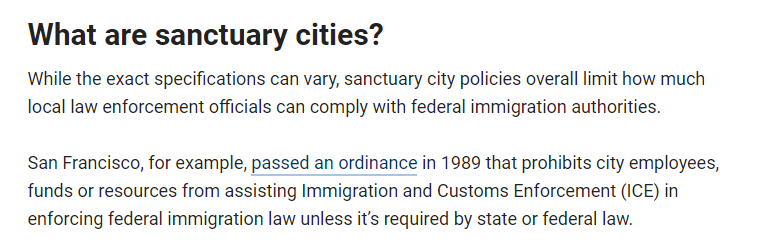 What are sanctuary cities?
While the exact specifications can vary, sanctuary city policies overall limit how much
local law enforcement officials can comply with federal immigration authorities.
San Francisco, for example, passed an ordinance in 1989 that prohibits city employees,
funds or resources from assisting Immigration and Customs Enforcement (ICE) in
enforcing federal immigration law unless it’s required by state or federal law.